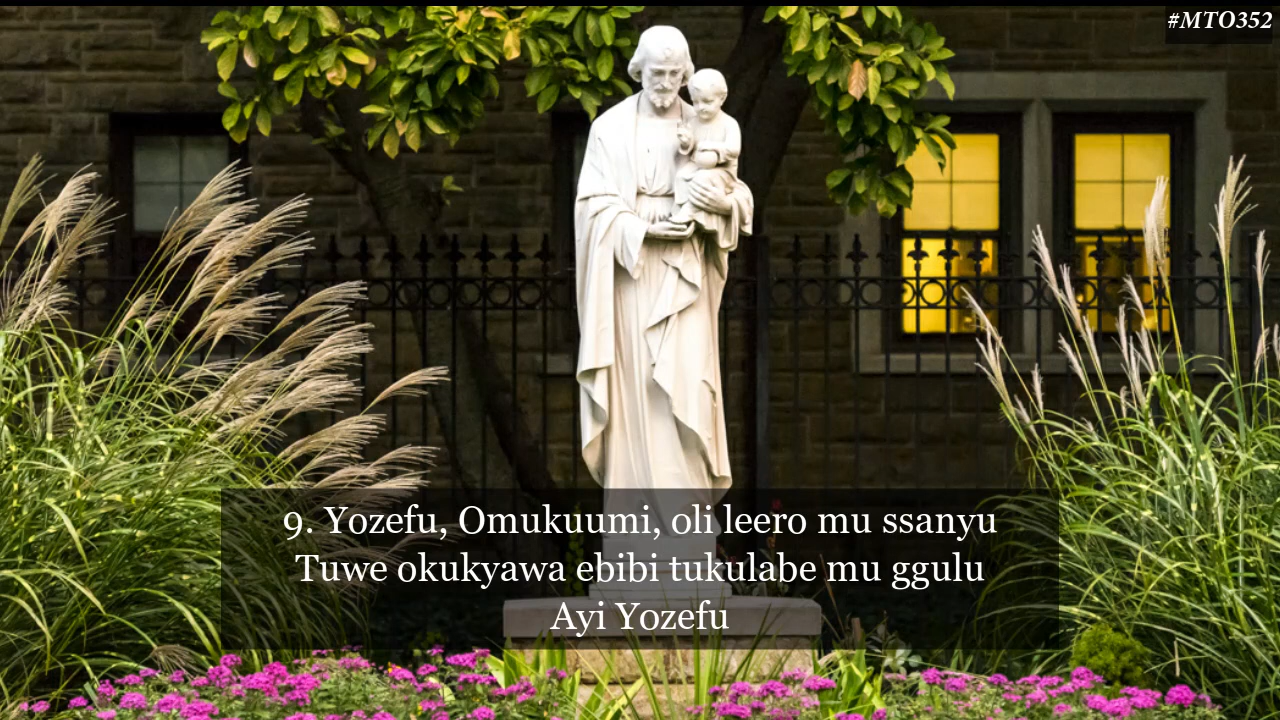 #MTO352
9. Yozefu, Omukuumi, oli leero mu ssanyu
Tuwe okukyawa ebibi tukulabe mu ggulu
Ayi Yozefu